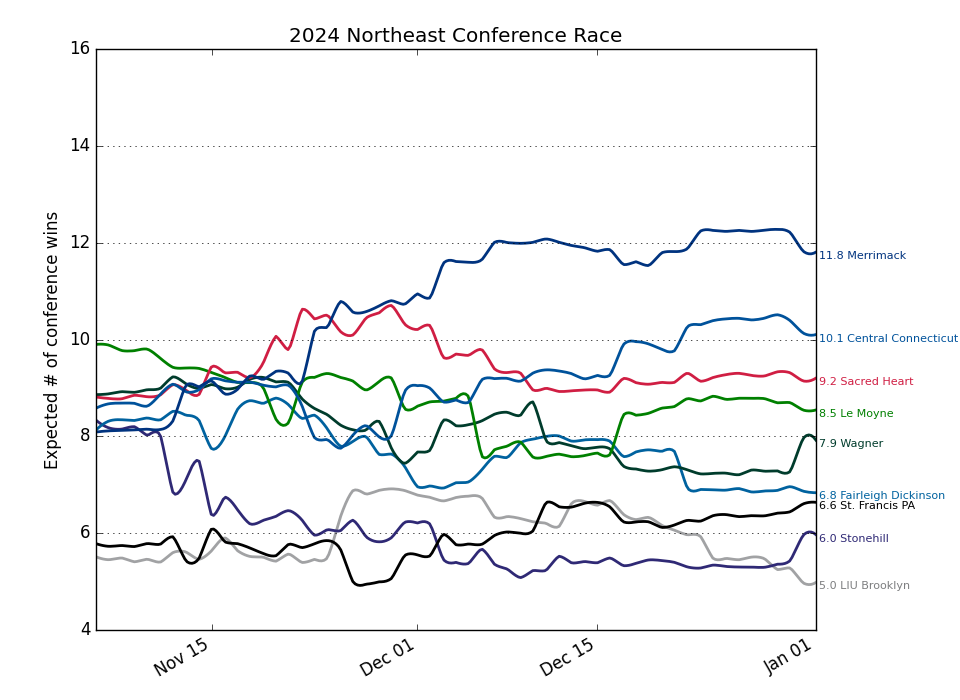 2024 Northeast Conference Race
Expected # of conference wins
16
14
12
10
8
6
4
11.8 Merrimack
10.1 Central Connecticut
9.2 Sacred Heart
8.5 Le Moyne
7.9 Wagner
6.8 Fairleigh Dickinson
6.6 St. Francis PA
6.0 Stonehill
5.0 LIU Brooklyn
Nov 15
Dec 01
Dec 15
Jan 01